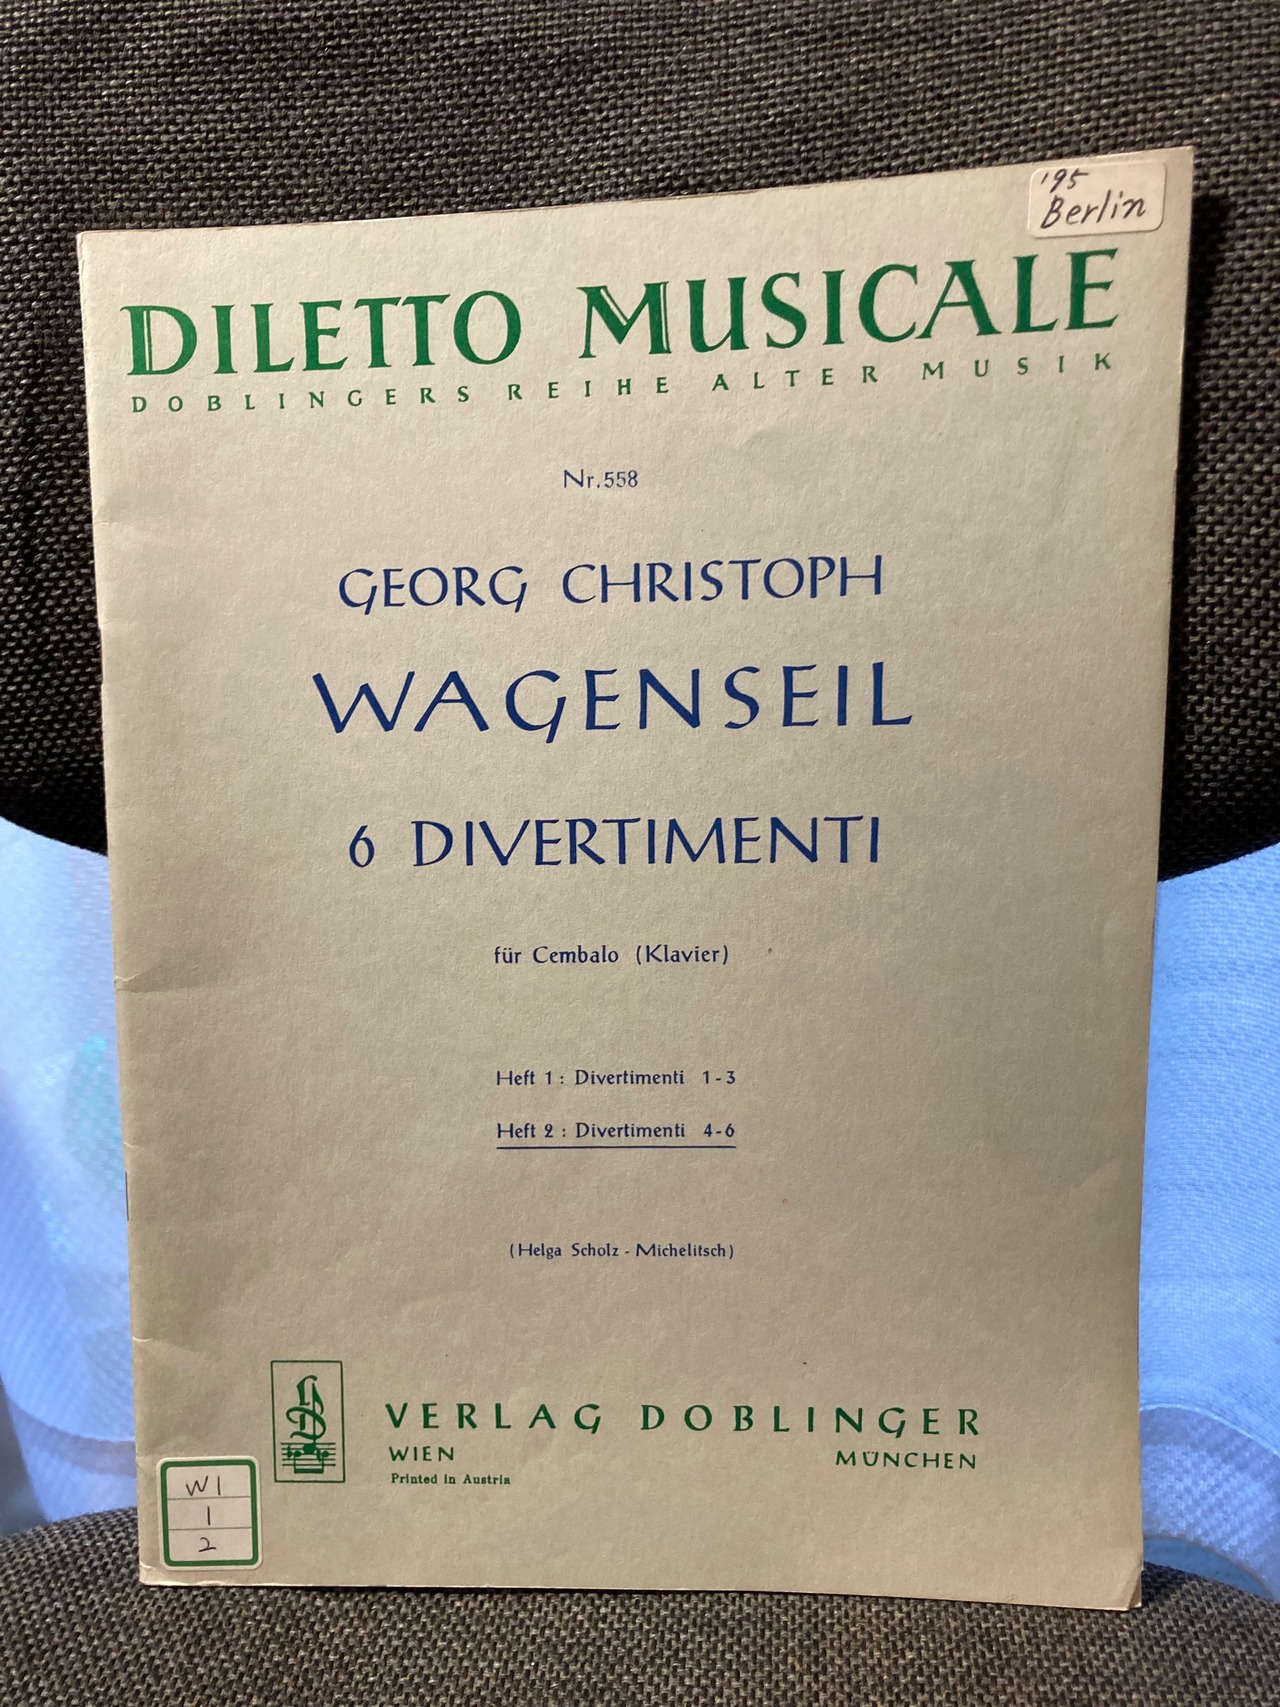 '95
Berlin
DILETTO MUSICALE
DOBLINGERS REIHE ALTER MUSIK
Nr.558
GEORG CHRISTOPH
WAGENSEIL
6 DIVERTIMENTI
für Cembalo (Klavier)
Heft 1 : Divertimenti 1-3
Heft 2 : Divertimenti 4-6
(Helga Scholz - Michelitsch)
VERLAG DOBLINGER
WIEN MÜNCHEN
Printed in Austria
W1
1
2